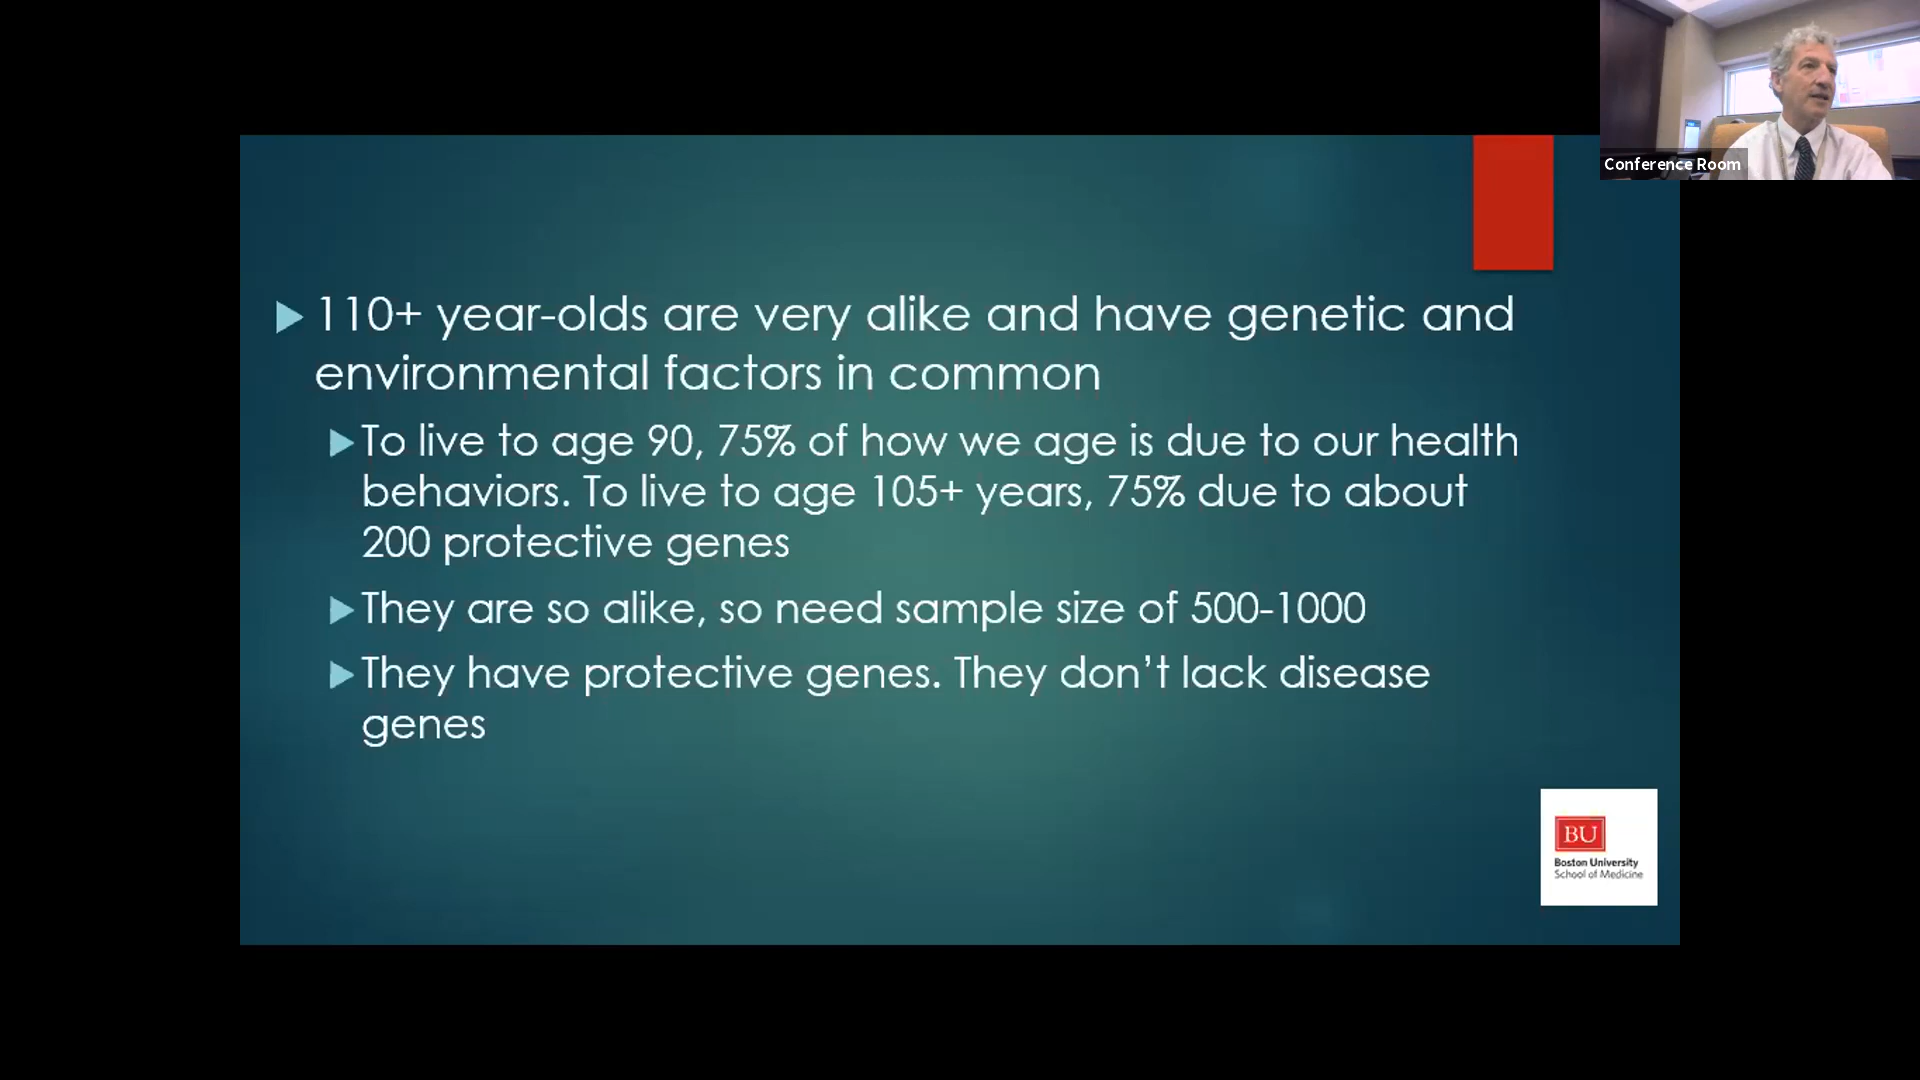 Conference Room
110+ year-olds are very alike and have genetic and
environmental factors in common
To live to age 90, 75% of how we age is due to our health
behaviors. To live to age 105+ years, 75% due to about
200 protective genes
They are so alike, so need sample size of 500-1000
They have protective genes. They don't lack disease
genes
BU
Boston University
School of Medicine